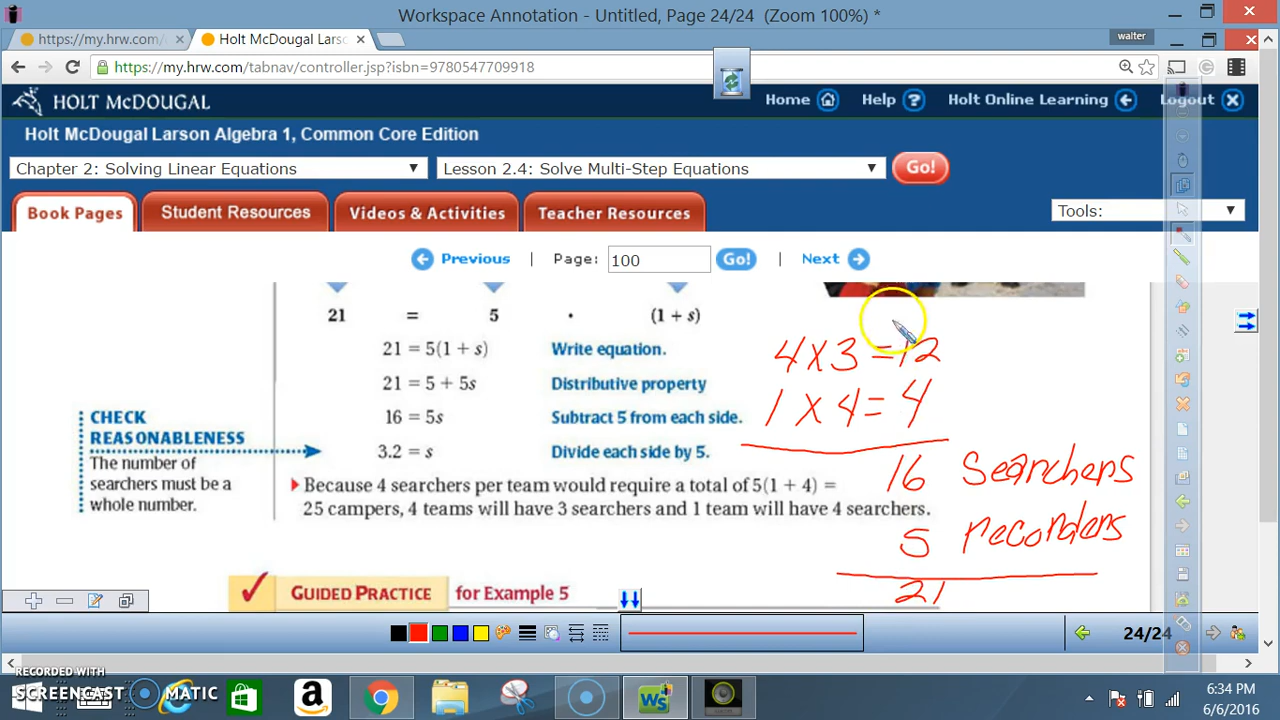 Workspace Annotation - Untitled, Page 24/24 (Zoom 100%) *
https://my.hrw.com/
Holt McDougal Lars
walter
https://my.hrw.com/tabnav/controller.jsp?isbn=9780547709918
HOLT MCDOUGAL
Home
Help ?
Holt Online Learning
Logout
Holt McDougal Larson Algebra 1, Common Core Edition
Chapter 2: Solving Linear Equations
Lesson 2.4: Solve Multi-Step Equations
Go!
Book Pages
Student Resources
Videos & Activities
Teacher Resources
Tools:
Previous | Page: 100 Go! | Next
21 = 5 · (1 + s)
21 = 5(1 + s) Write equation.
21 = 5 + 5s Distributive property
16 = 5s Subtract 5 from each side.
3.2 = s Divide each side by 5.
CHECK
REASONABLENESS
The number of
searchers must be a
whole number.
Because 4 searchers per team would require a total of 5(1 + 4) =
25 campers, 4 teams will have 3 searchers and 1 team will have 4 searchers.
4 x 3 = 12
1 x 4 = 4
16 Searchers
5 recorders
21
GUIDED PRACTICE for Example 5
24/24
RECORDED WITH
SCREENCAST MATIC
WS
6:34 PM
6/6/2016